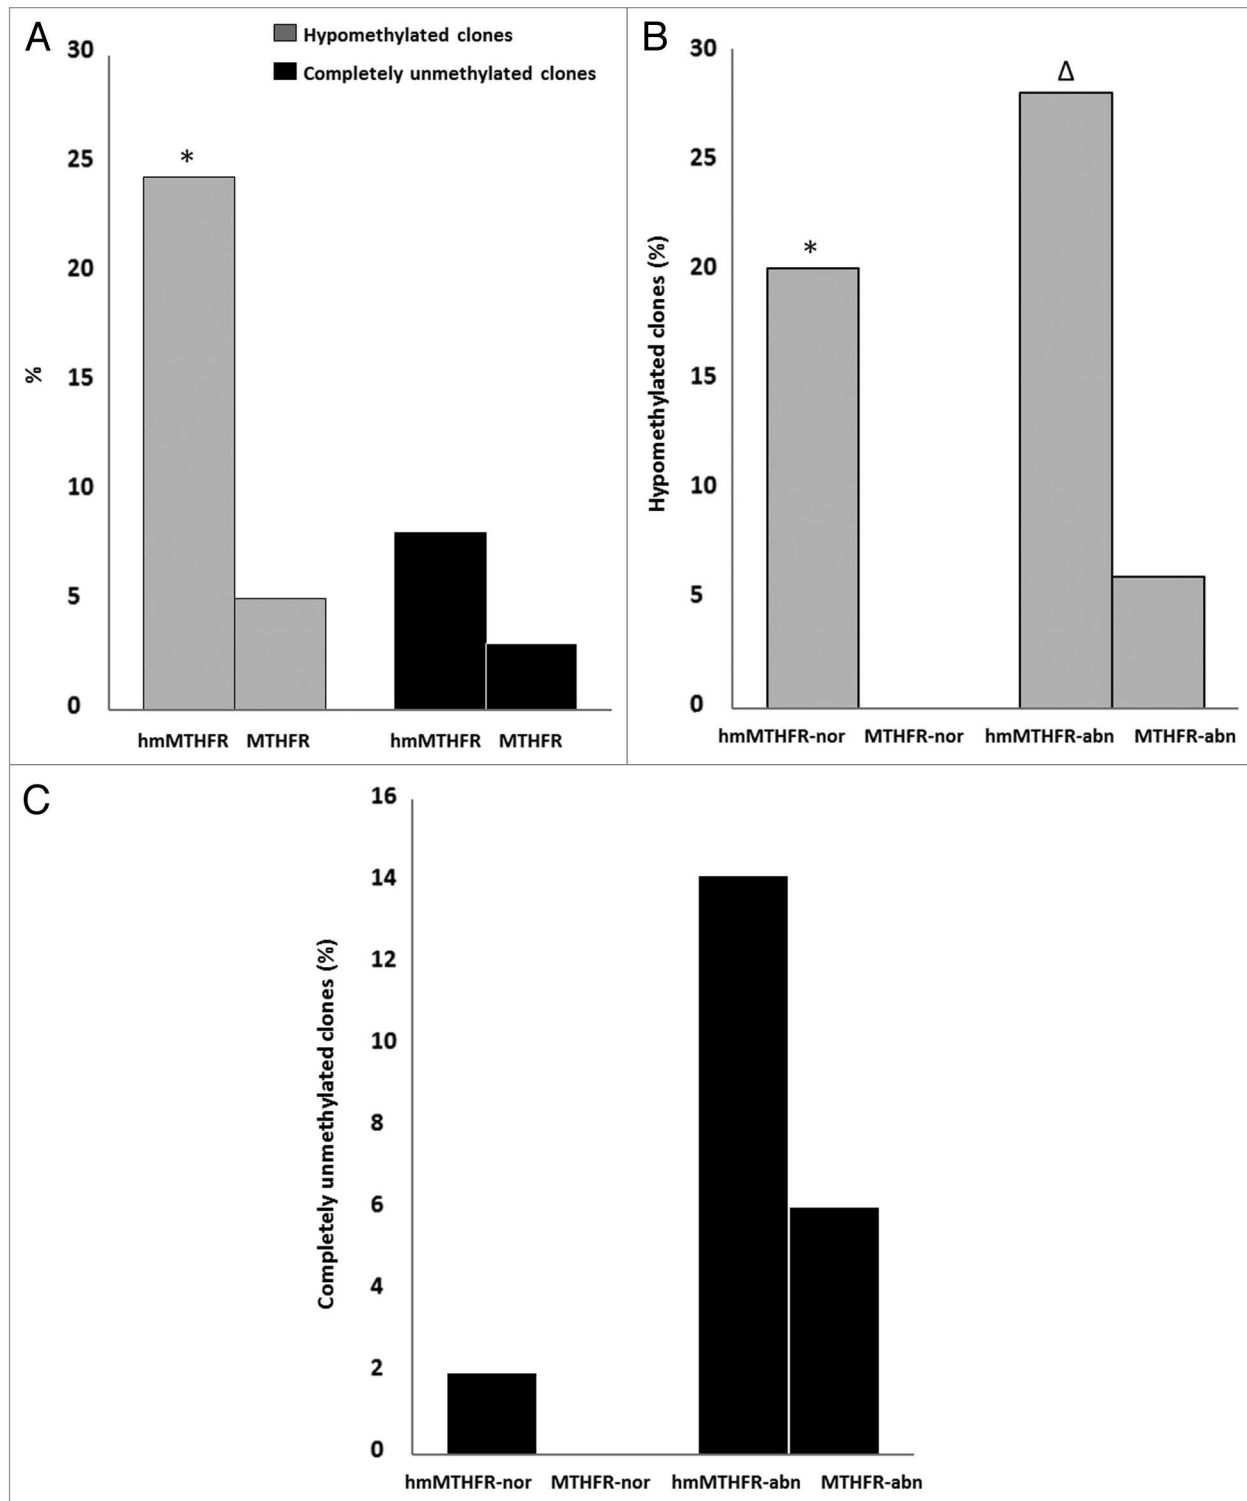 A
Hypomethylated clones
Completely unmethylated clones
30
25
20
15
10
5
0
%
*
hmMTHFR MTHFR hmMTHFR MTHFR
B
30
25
20
15
10
5
0
Hypomethylated clones (%)
*
Δ
hmMTHFR-nor MTHFR-nor hmMTHFR-abn MTHFR-abn
C
16
14
12
10
8
6
4
2
0
Completely unmethylated clones (%)
hmMTHFR-nor MTHFR-nor hmMTHFR-abn MTHFR-abn